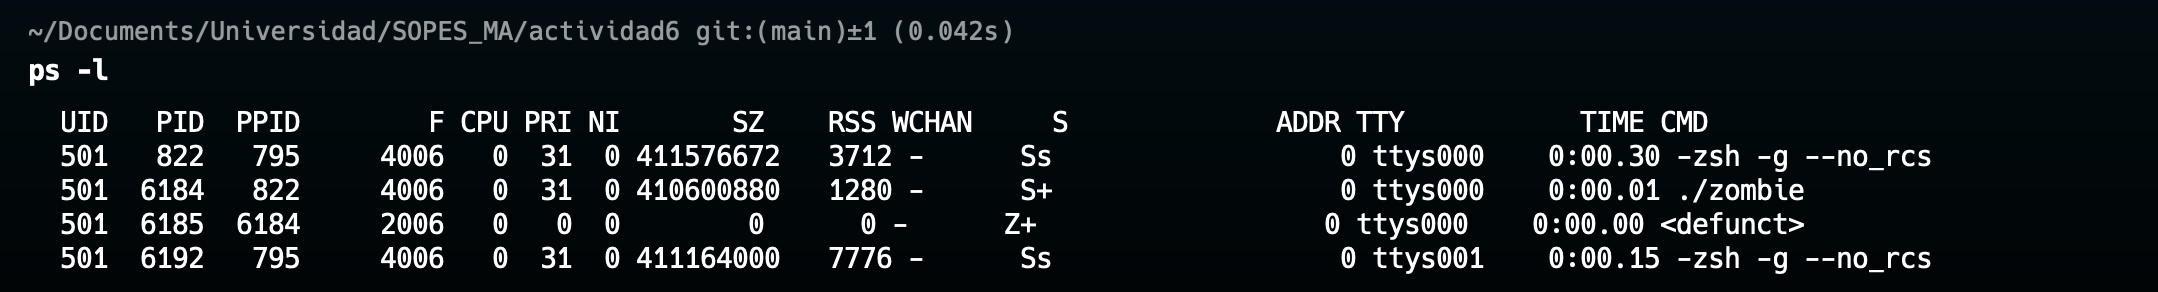 ~/Documents/Universidad/SOPES_MA/actividad6 git:(main)±1 (0.042s)
ps -l
UID PID PPID F CPU PRI NI SZ RSS WCHAN S ADDR TTY TIME CMD
501 822 795 4006 0 31 0 411576672 3712 - Ss 0 ttys000 0:00.30 -zsh -g --no_rcs
501 6184 822 4006 0 31 0 410600880 1280 - S+ 0 ttys000 0:00.01 ./zombie
501 6185 6184 2006 0 0 0 0 0 - Z+ 0 ttys000 0:00.00 <defunct>
501 6192 795 4006 0 31 0 411164000 7776 - Ss 0 ttys001 0:00.15 -zsh -g --no_rcs